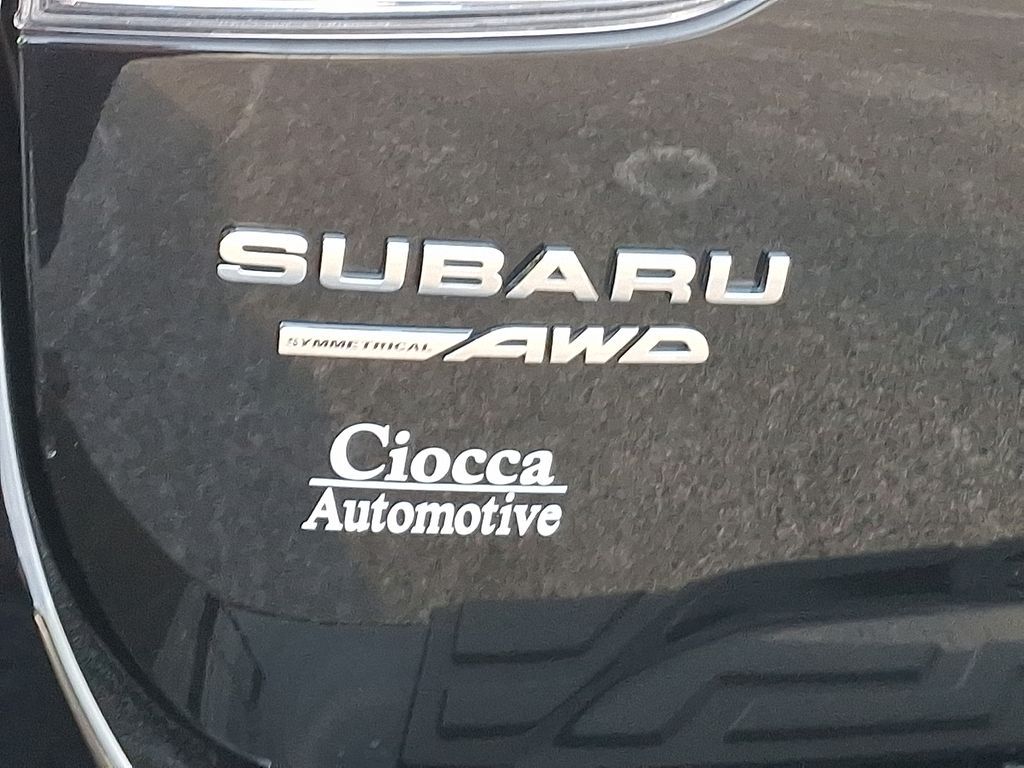 SUBARU
SYMMETRICAL AWD
Ciocca
Automotive